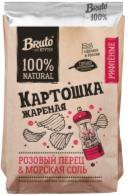 Bruto
100%
NATURAL
РИФЛЁНЫЕ
КАРТОШКА
ЖАРЕНАЯ
РОЗОВЫЙ ПЕРЕЦ
& МОРСКАЯ СОЛЬ